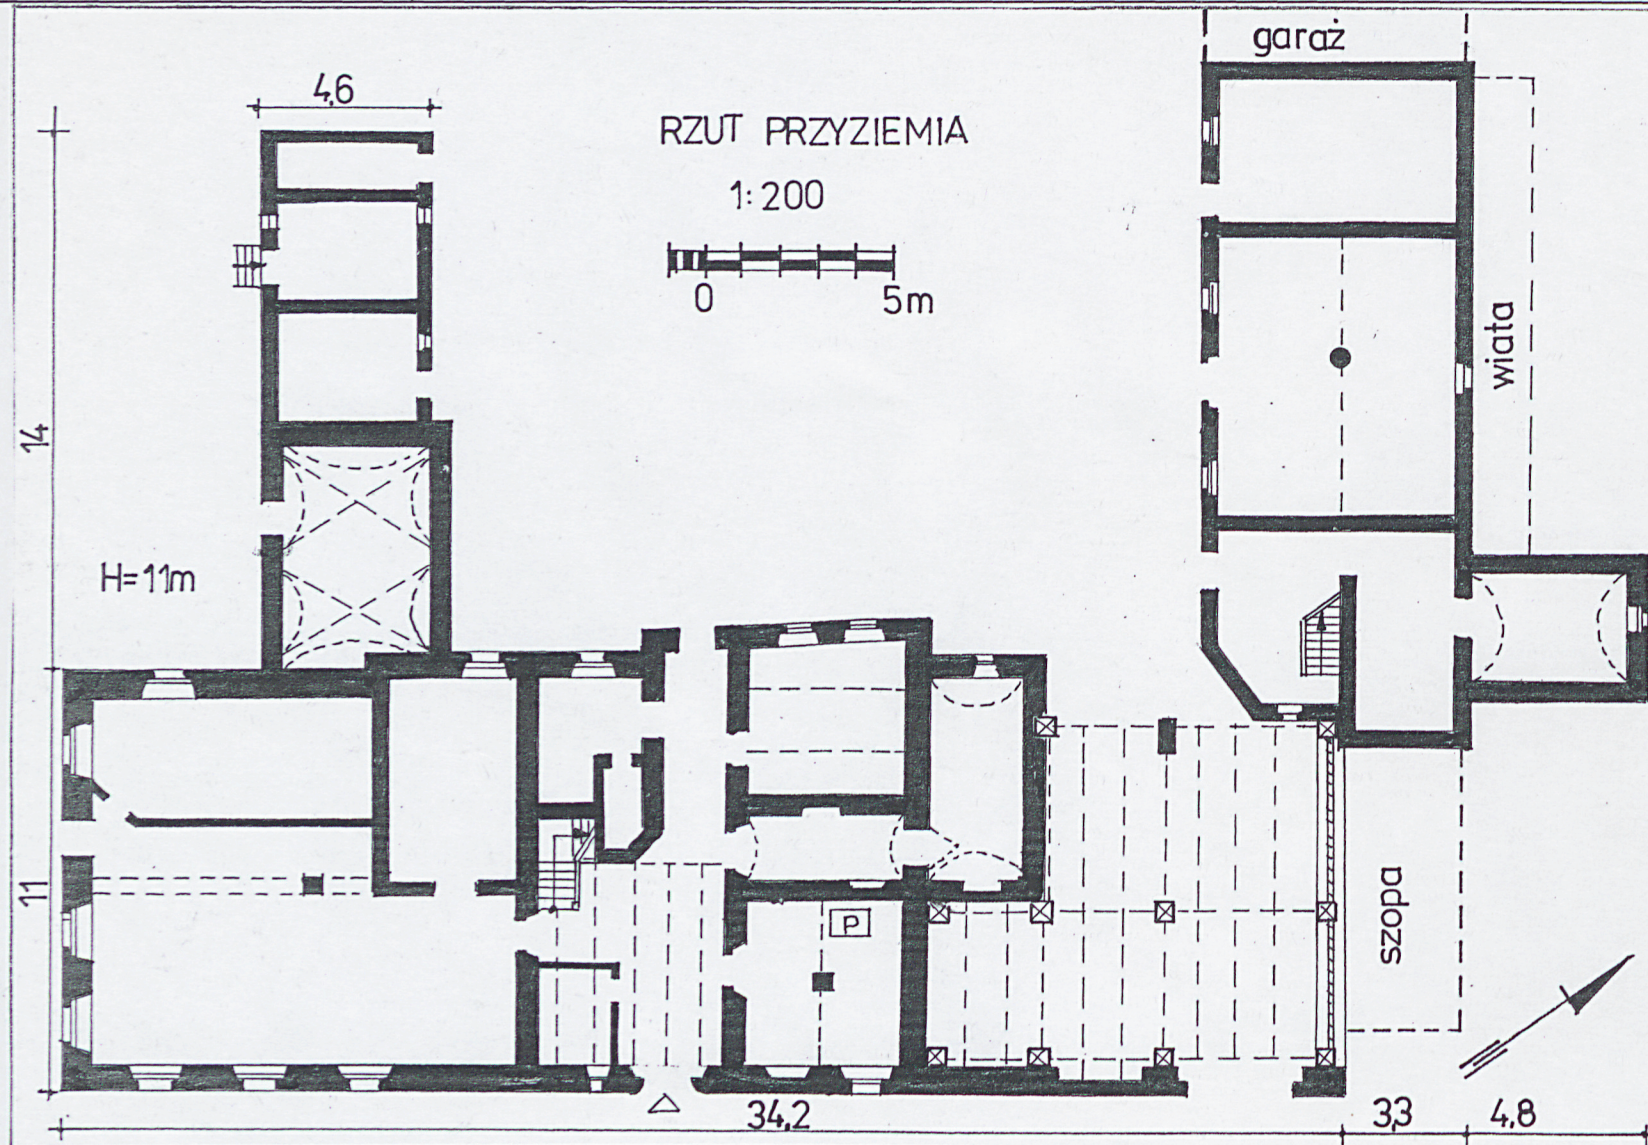 garaż
4,6
RZUT PRZYZIEMIA
1:200
0 5m
wiata
14
H=11m
11
P
szopa
34,2
3,3
4,8